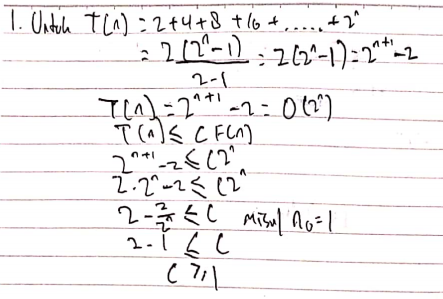 1. Untuk T(n) = 2+4+8+16+.....+2^n
= 2(2^n-1) / 2-1 = 2(2^n-1) = 2^n+1 -2
T(n) = 2^n+1 -2 = O(2^n)
T(n) ≤ C F(n)
2^n+1 -2 ≤ C2^n
2.2^n -2 ≤ C2^n
2 - 2/2^n ≤ C misal n0=1
2-1 ≤ C
C ≥ 1